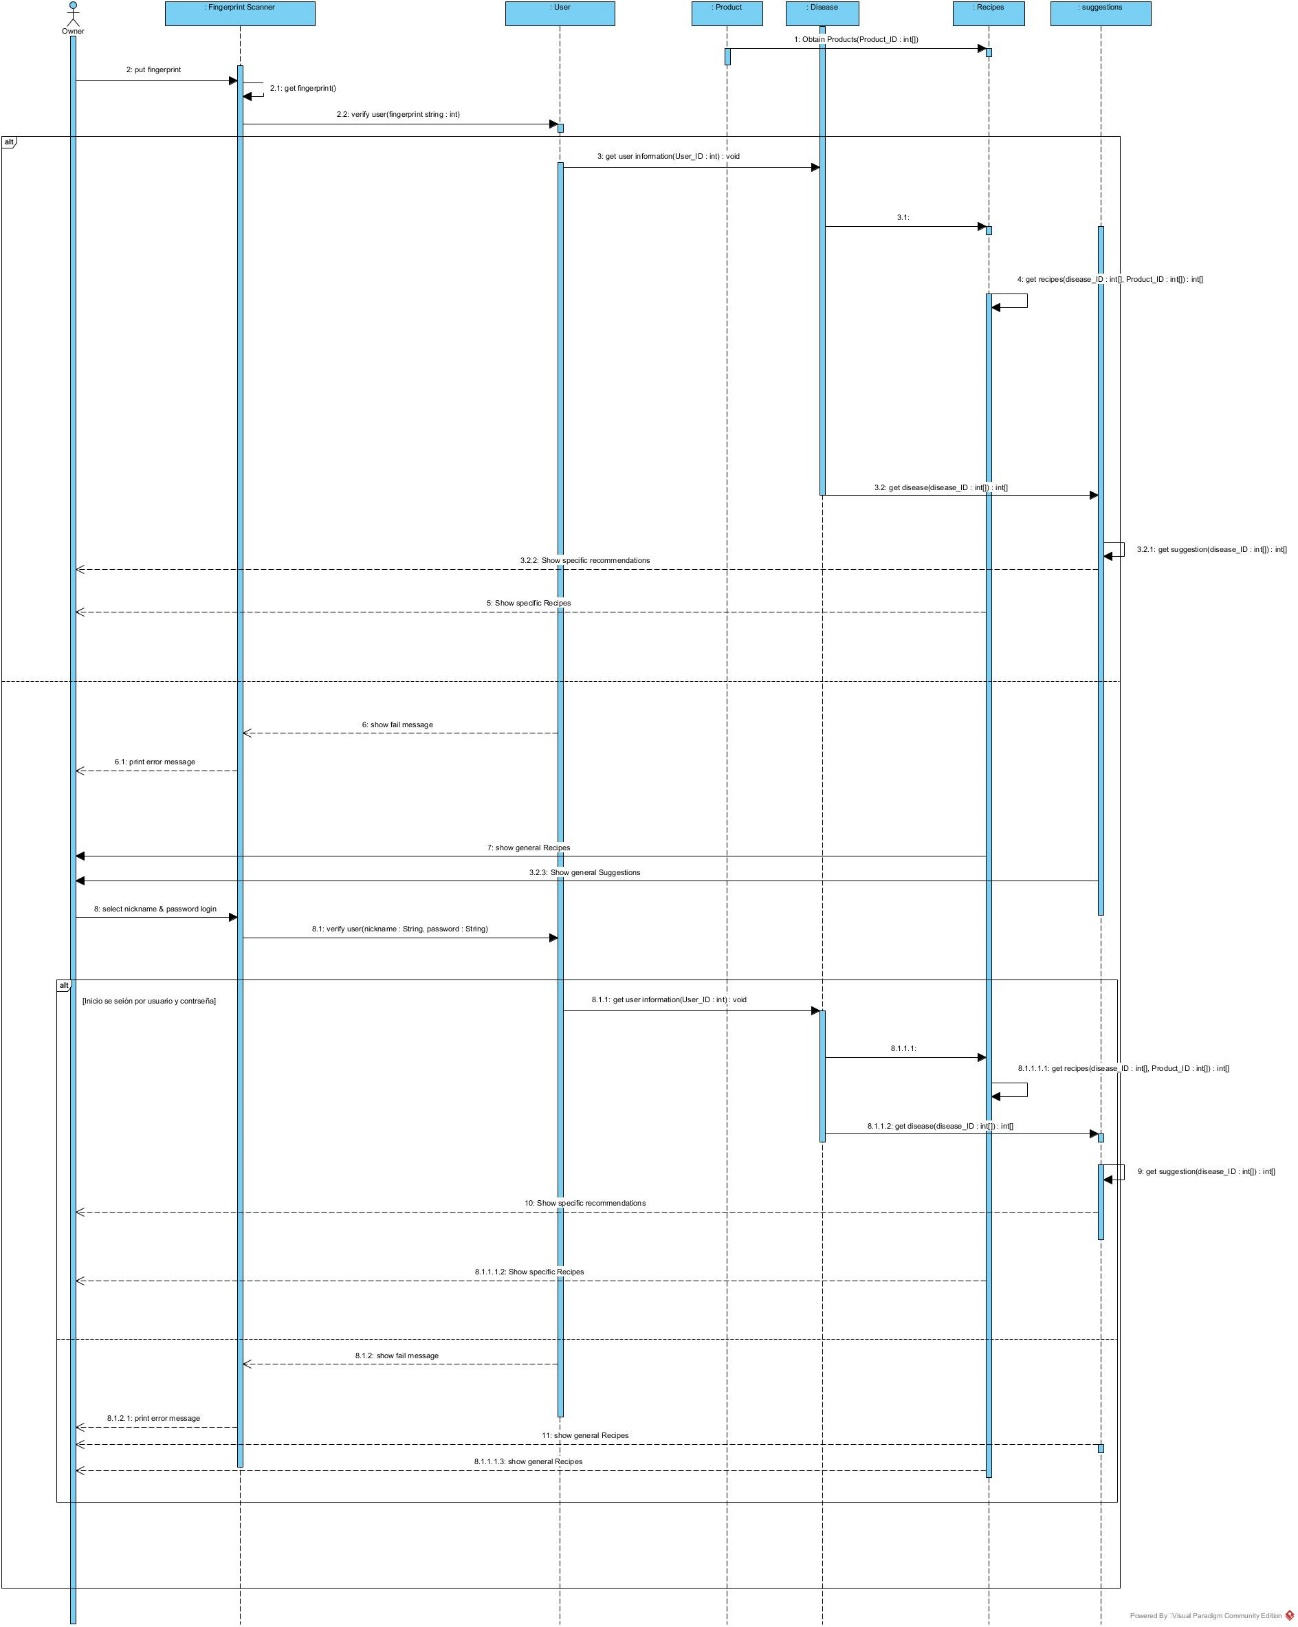 : Fingerprint Scanner
: User
: Product
: Disease
: Recipes
: suggestions
Owner
1: Obtain Products(Product_ID : int[])
2: put fingerprint
2.1: get fingerprint()
2.2: verify user(fingerprint string : int)
alt
3: get user information(User_ID : int) : void
3.1:
4: get recipes(disease_ID : int[], Product_ID : int[]) : int[]
3.2: get disease(disease_ID : int[]) : int[]
3.2.1: get suggestion(disease_ID : int[]) : int[]
3.2.2: Show specific recommendations
5: Show specific Recipes
6: show fail message
6.1: print error message
7: show general Recipes
3.2.3: Show general Suggestions
8: select nickname & password login
8.1: verify user(nickname : String, password : String)
alt
[Inicio se seión por usuario y contrseña]
8.1.1: get user information(User_ID : int) : void
8.1.1.1:
8.1.1.1.1: get recipes(disease_ID : int[], Product_ID : int[]) : int[]
8.1.1.2: get disease(disease_ID : int[]) : int[]
9: get suggestion(disease_ID : int[]) : int[]
10: Show specific recommendations
8.1.1.1.2: Show specific Recipes
8.1.2: show fail message
8.1.2.1: print error message
11: show general Recipes
8.1.1.1.3: show general Recipes
Powered By Visual Paradigm Community Edition